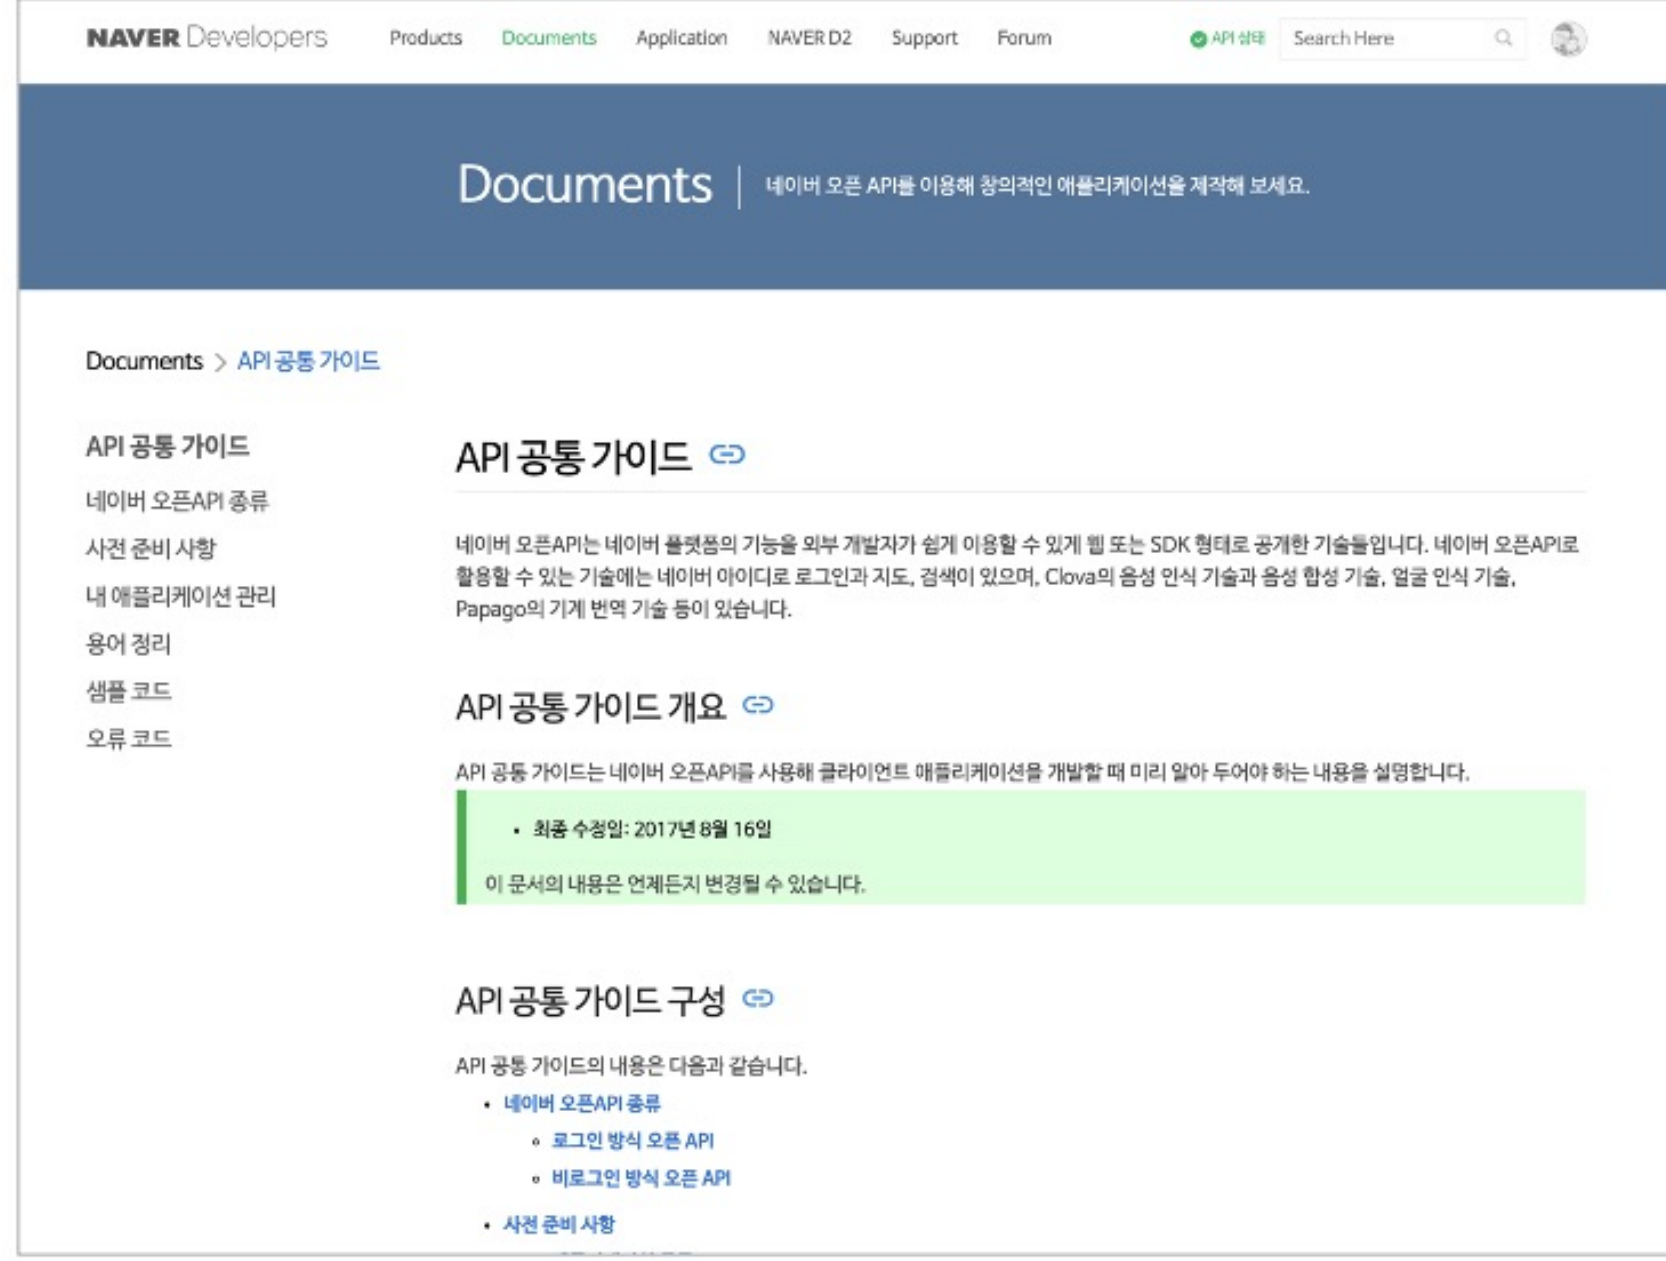 NAVER Developers Products Documents Application NAVER D2 Support Forum API 상태 Search Here
Documents 네이버 오픈 API를 이용해 창의적인 애플리케이션을 제작해 보세요.
Documents > API 공통 가이드
API 공통 가이드
네이버 오픈API 종류
사전 준비 사항
내 애플리케이션 관리
용어 정리
샘플 코드
오류 코드
API 공통 가이드
네이버 오픈API는 네이버 플랫폼의 기능을 외부 개발자가 쉽게 이용할 수 있게 웹 또는 SDK 형태로 공개한 기술들입니다. 네이버 오픈API로
활용할 수 있는 기술에는 네이버 아이디로 로그인과 지도, 검색이 있으며, Clova의 음성 인식 기술과 음성 합성 기술, 얼굴 인식 기술,
Papago의 기계 번역 기술 등이 있습니다.
API 공통 가이드 개요
API 공통 가이드는 네이버 오픈API를 사용해 클라이언트 애플리케이션을 개발할 때 미리 알아 두어야 하는 내용을 설명합니다.
• 최종 수정일: 2017년 8월 16일
이 문서의 내용은 언제든지 변경될 수 있습니다.
API 공통 가이드 구성
API 공통 가이드의 내용은 다음과 같습니다.
• 네이버 오픈API 종류
◦ 로그인 방식 오픈 API
◦ 비로그인 방식 오픈 API
• 사전 준비 사항